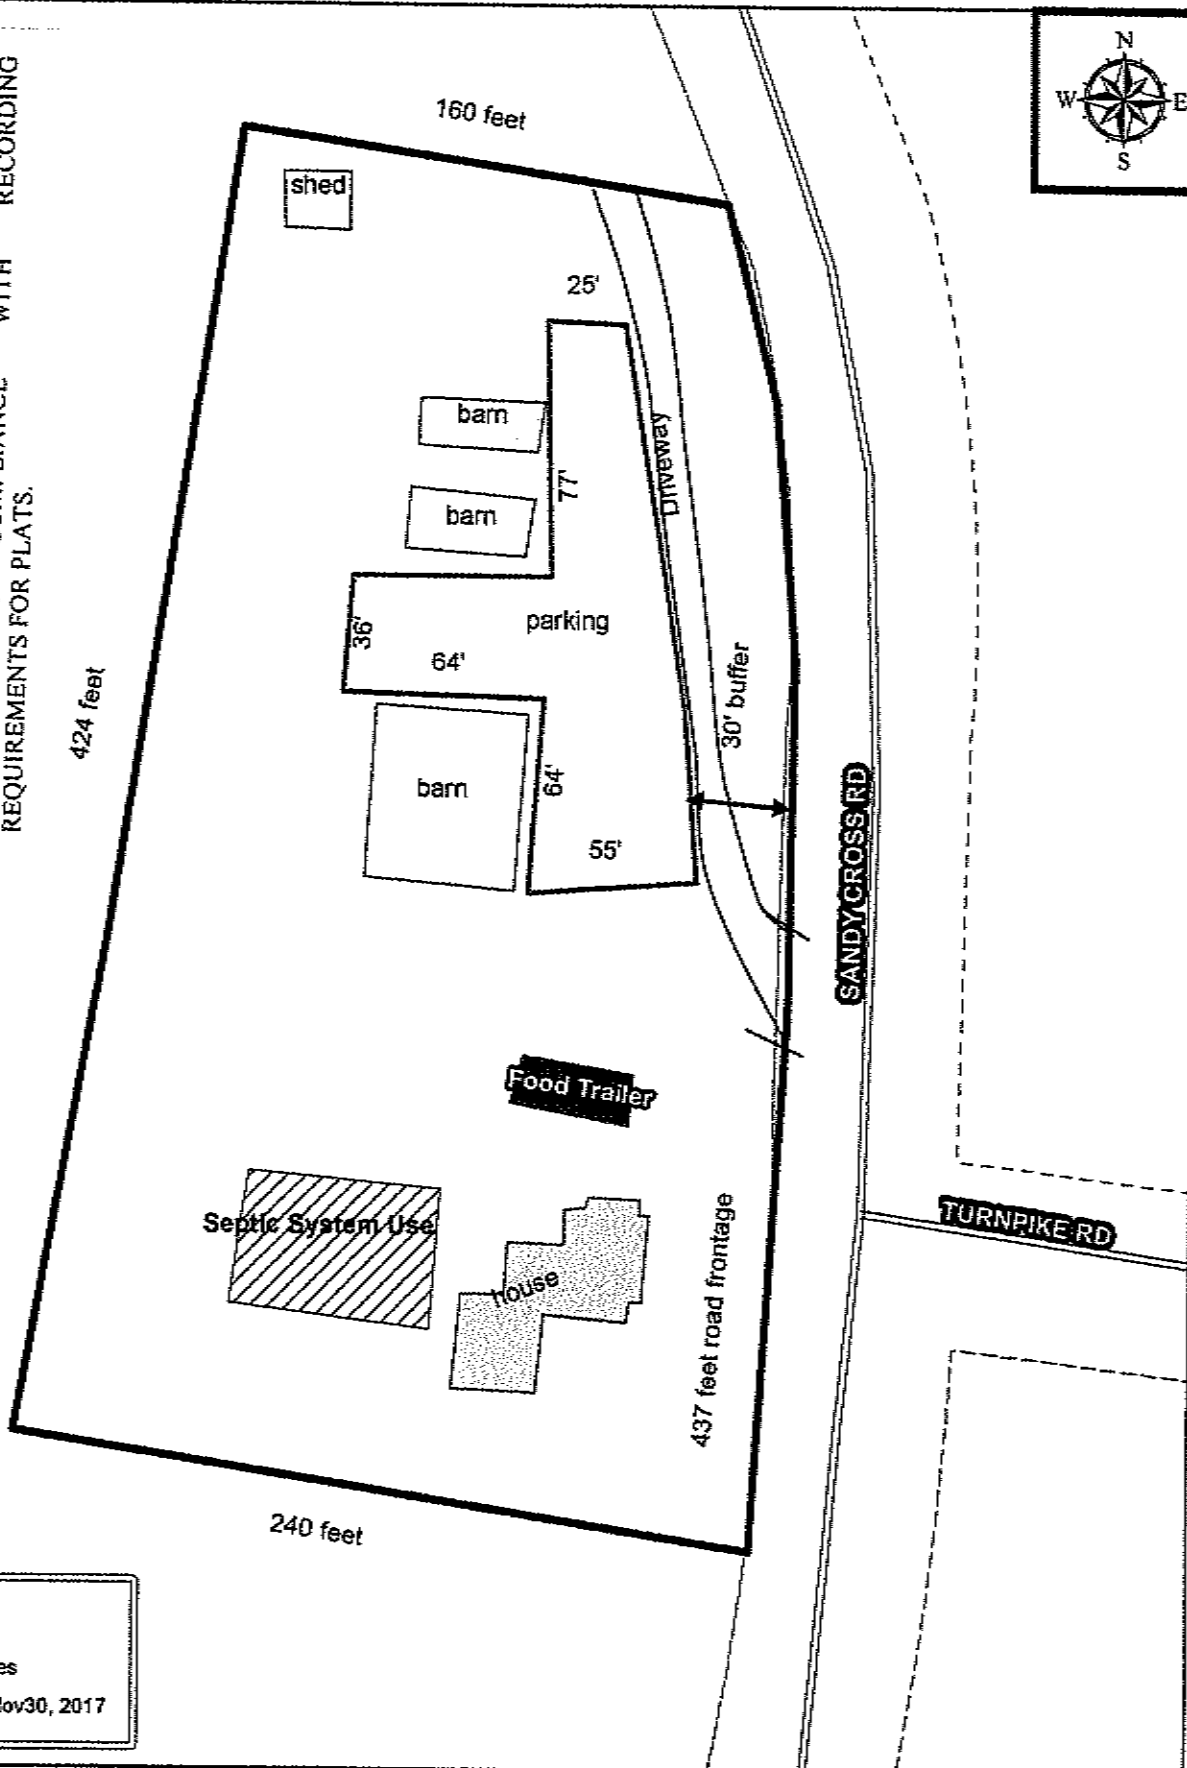 RECORDING
WITH
REQUIREMENTS FOR PLATS.
N
W E
S
160 feet
shed
25'
barn
77'
Driveway
barn
36'
parking
64'
424 feet
30' buffer
barn
64'
SANDY CROSS RD
55'
Food Trailer
Septic System Use
TURNPIKE RD
house
437 feet road frontage
240 feet
es
Nov30, 2017